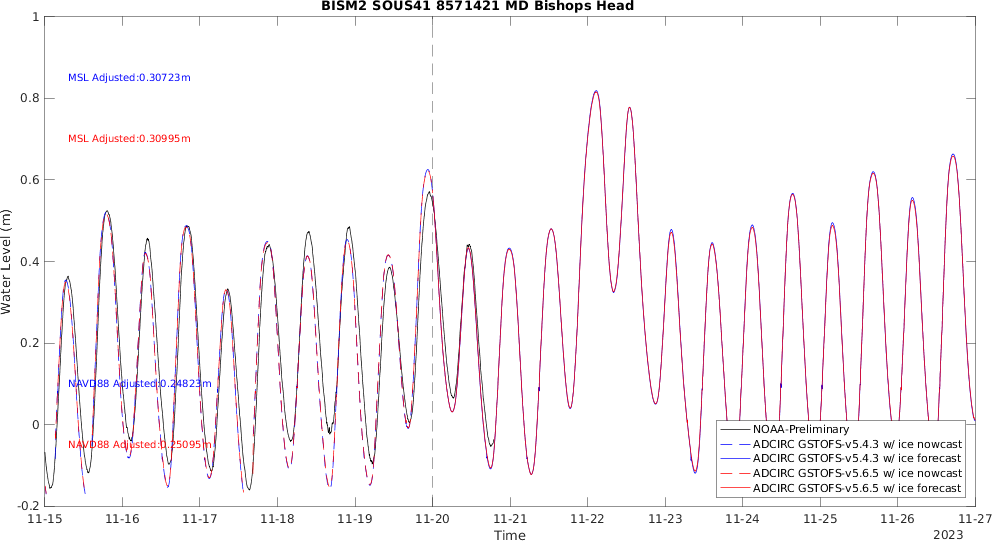 BISM2 SOUS41 8571421 MD Bishops Head
Water Level (m)
1
0.8
0.6
0.4
0.2
0
-0.2
MSL Adjusted:0.30723m
MSL Adjusted:0.30995m
NAVD88 Adjusted:0.24823m
NAVD88 Adjusted:0.25095m
NOAA-Preliminary
ADCIRC GSTOFS-v5.4.3 w/ ice nowcast
ADCIRC GSTOFS-v5.4.3 w/ ice forecast
ADCIRC GSTOFS-v5.6.5 w/ ice nowcast
ADCIRC GSTOFS-v5.6.5 w/ ice forecast
11-15 11-16 11-17 11-18 11-19 11-20 11-21 11-22 11-23 11-24 11-25 11-26 11-27
Time
2023